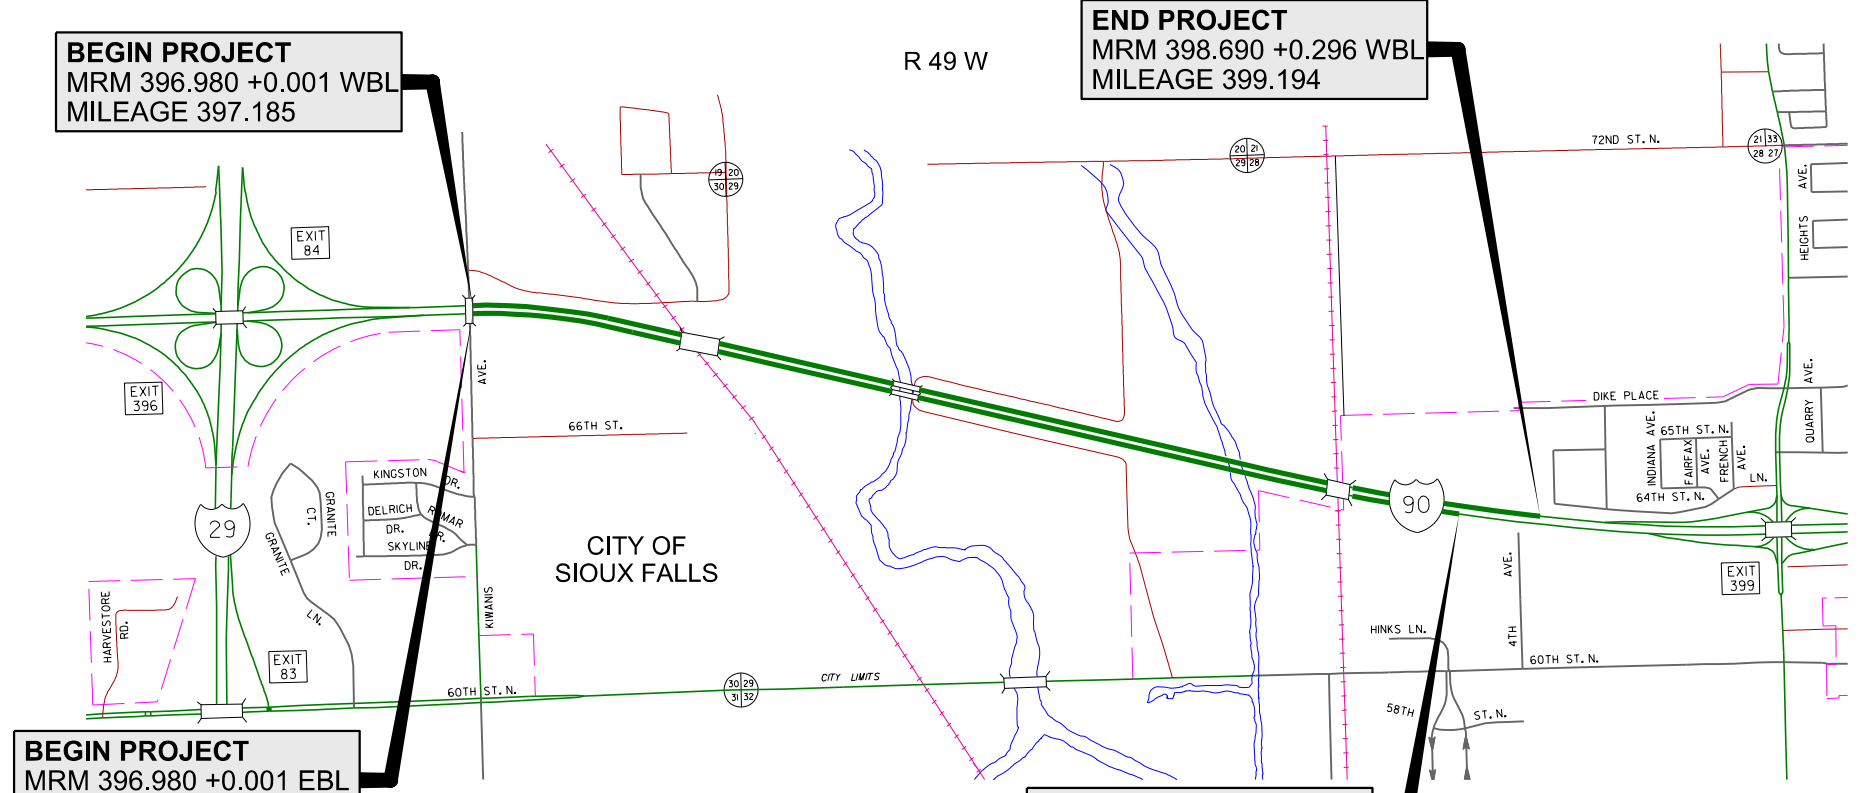 BEGIN PROJECT
MRM 396.980 +0.001 WBL
MILEAGE 397.185
END PROJECT
MRM 398.690 +0.296 WBL
MILEAGE 399.194
R 49 W
72ND ST. N.
19 20
30 29
20 21
29 28
21 33
28 27
EXIT
84
EXIT
396
AVE.
HEIGHTS
AVE.
66TH ST.
KINGSTON
DR.
DELRICH
DR.
ROMAR
DR.
SKYLINE
DR.
GRANITE
CT.
GRANITE
LN.
29
90
CITY OF
SIOUX FALLS
KIWANIS
HARVESTORE
RD.
EXIT
83
60TH ST. N.
30 29
31 32
CITY LIMITS
DIKE PLACE
INDIANA AVE.
65TH ST. N.
FAIRFAX
AVE.
FRENCH
AVE.
LN.
64TH ST. N.
QUARRY
AVE.
EXIT
399
4TH
AVE.
HINKS LN.
60TH ST. N.
58TH
ST. N.
BEGIN PROJECT
MRM 396.980 +0.001 EBL